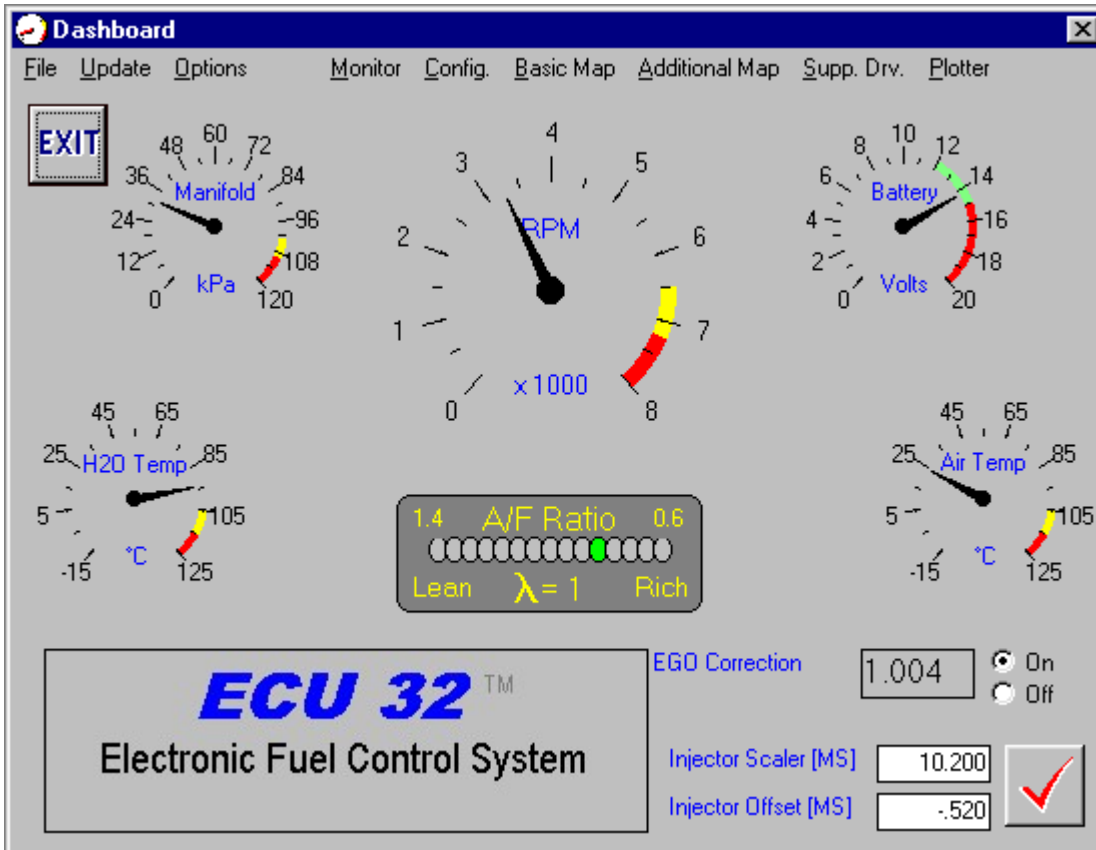 Dashboard
File Update Options Monitor Config. Basic Map Additional Map Supp. Drv. Plotter
EXIT
0 12 24 36 48 60 72 84 96 108 120
Manifold
kPa
0 1 2 3 4 5 6 7 8
RPM
x 1000
0 2 4 6 8 10 12 14 16 18 20
Battery
Volts
-15 5 25 45 65 85 105 125
H20 Temp
°C
1.4 A/F Ratio 0.6
Lean λ = 1 Rich
-15 5 25 45 65 85 105 125
Air Temp
°C
ECU 32 TM
Electronic Fuel Control System
EGO Correction 1.004 On
Off
Injector Scaler [MS] 10.200
Injector Offset [MS] -.520